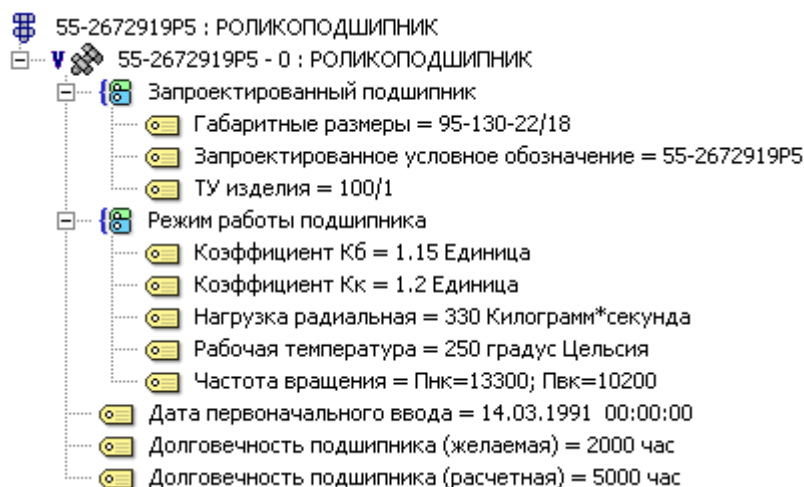 55-2672919Р5 : РОЛИКОПОДШИПНИК
V 55-2672919Р5 - 0 : РОЛИКОПОДШИПНИК
Запроектированный подшипник
Габаритные размеры = 95-130-22/18
Запроектированное условное обозначение = 55-2672919Р5
ТУ изделия = 100/1
Режим работы подшипника
Коэффициент Кб = 1.15 Единица
Коэффициент Кк = 1.2 Единица
Нагрузка радиальная = 330 Килограмм*секунда
Рабочая температура = 250 градус Цельсия
Частота вращения = Пнк=13300; Пвк=10200
Дата первоначального ввода = 14.03.1991 00:00:00
Долговечность подшипника (желаемая) = 2000 час
Долговечность подшипника (расчетная) = 5000 час